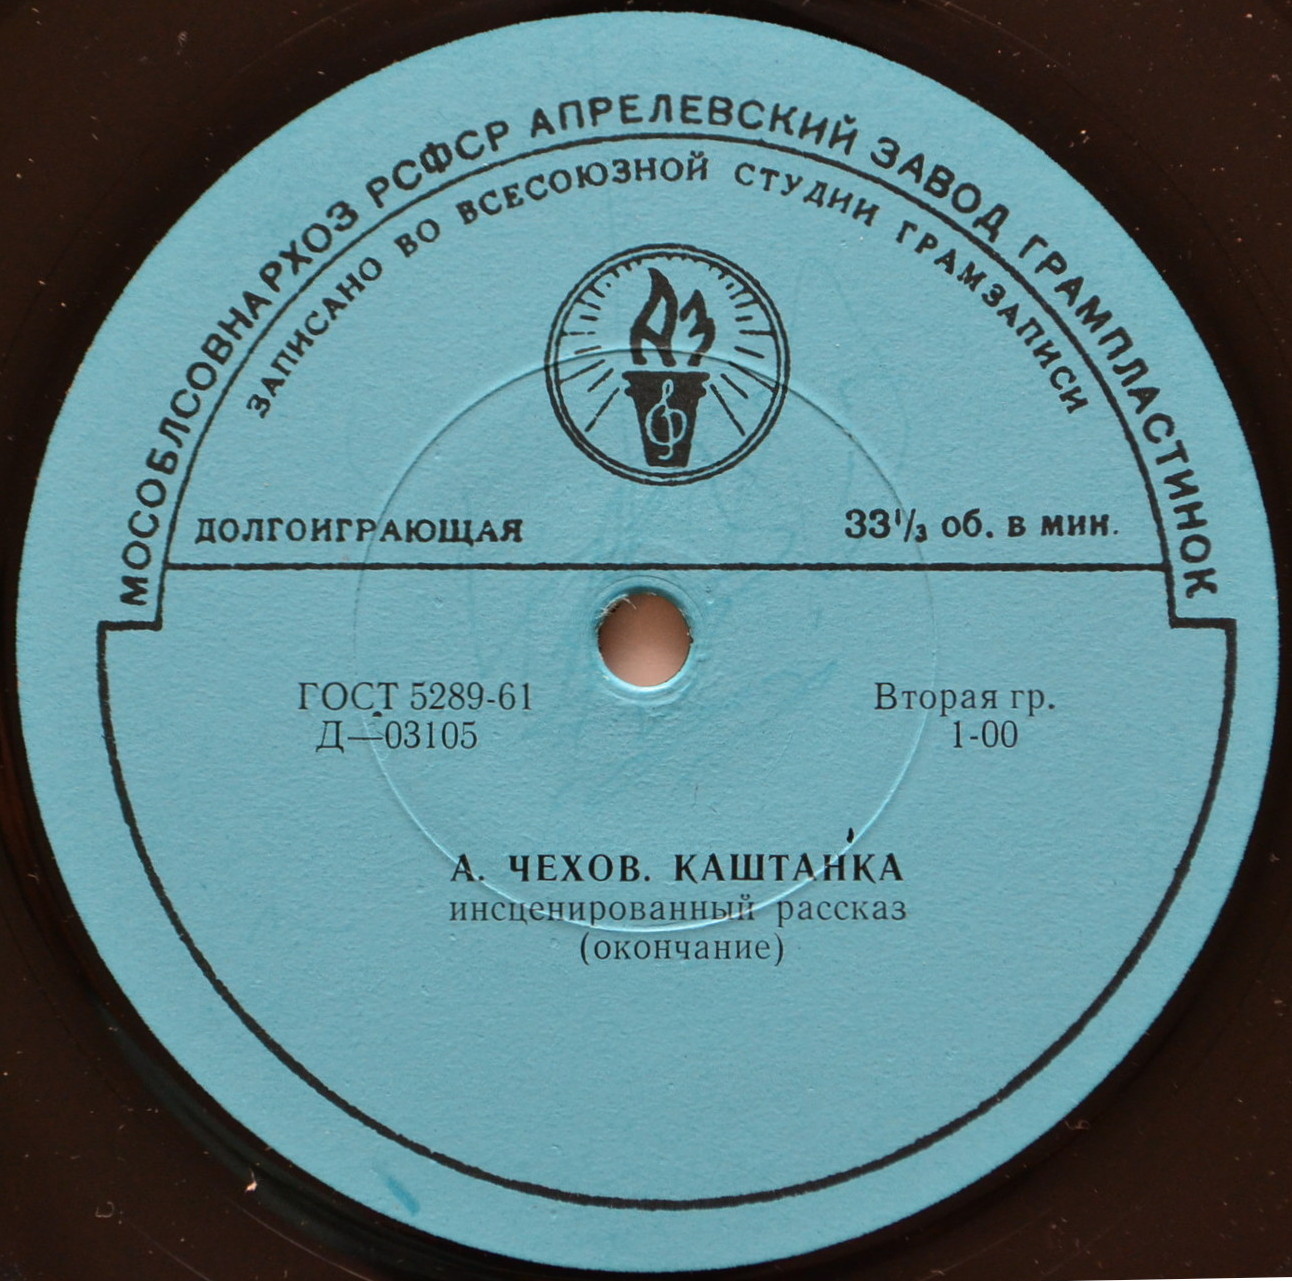 МОСОБЛСОВНАРХОЗ РСФСР АПРЕЛЕВСКИЙ ЗАВОД ГРАМПЛАСТИНОК
ЗАПИСАНО ВО ВСЕСОЮЗНОЙ СТУДИИ ГРАМЗАПИСИ
АЗ
ДОЛГОИГРАЮЩАЯ
33⅓ об. в мин.
ГОСТ 5289-61
Вторая гр.
Д—03105
1-00
А. ЧЕХОВ. КАШТАНКА
инсценированный рассказ
(окончание)